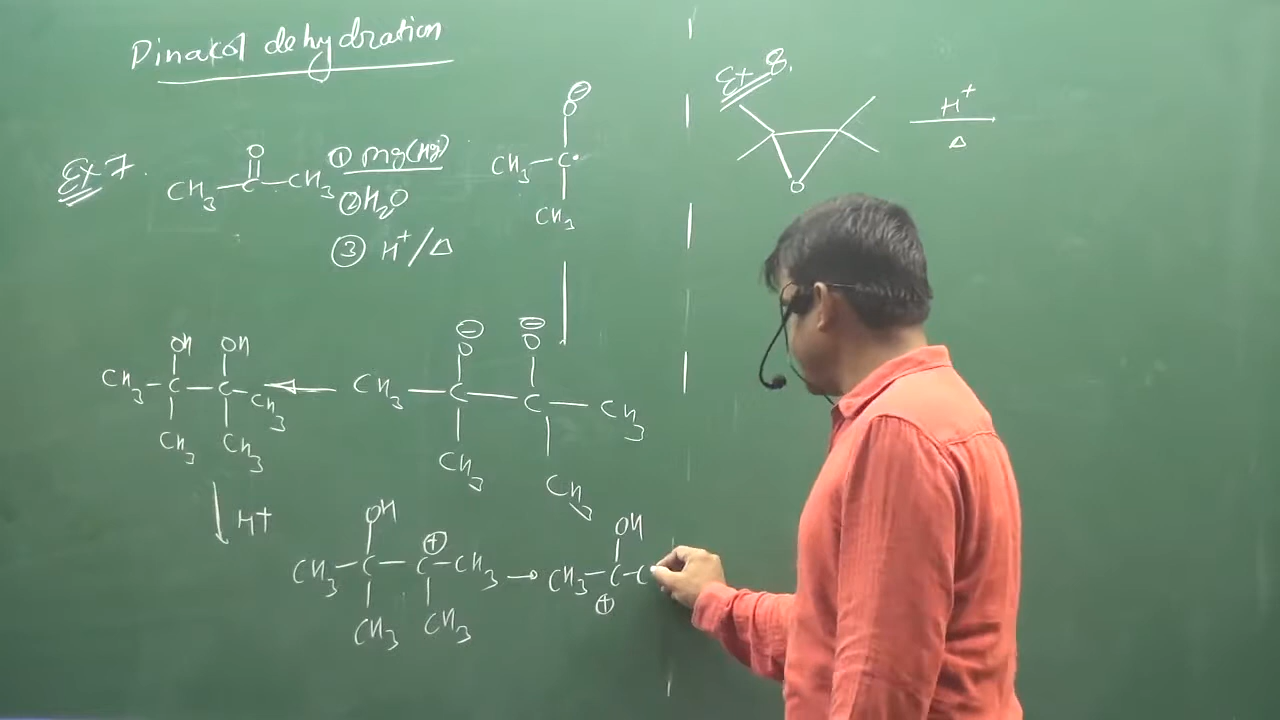 Pinakol dehydration
Ex 7.
O
CH3-C-CH3
① Mg(Hg)
② H2O
③ H+/Δ
⊖
O
CH3-C•
CH3
OH OH
CH3-C-C-CH3
CH3 CH3
⊖ ⊖
O O
CH3-C-C-CH3
CH3 CH3
H+
OH ⊕
CH3-C-C-CH3
CH3 CH3
OH
CH3-C-C
⊕
Ex 8.
O
H+
Δ